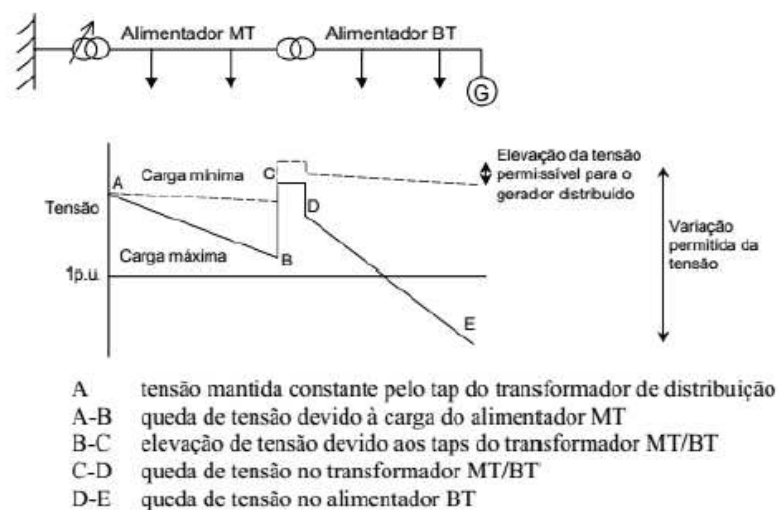 Alimentador MT
Alimentador BT
G
Elevação da tensão
permissível para o
gerador distribuido
Carga mínima
C
A
D
Tensão
Variação
permitida da
tensão
Carga máxima
B
1p.u.
E
A tensão mantida constante pelo tap do transformador de distribuição
A-B queda de tensão devido à carga do alimentador MT
B-C elevação de tensão devido aos taps do transformador MT/BT
C-D queda de tensão no transformador MT/BT
D-E queda de tensão no alimentador BT